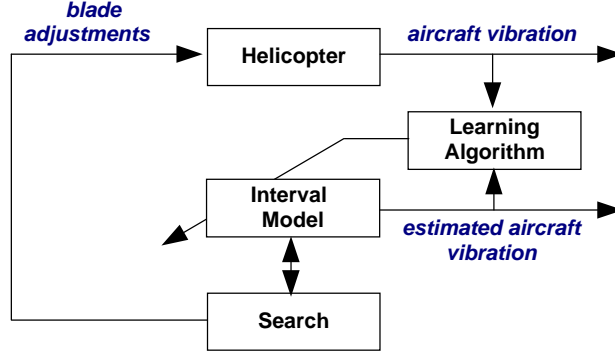 blade
adjustments
Helicopter
aircraft vibration
Learning
Algorithm
Interval
Model
estimated aircraft
vibration
Search